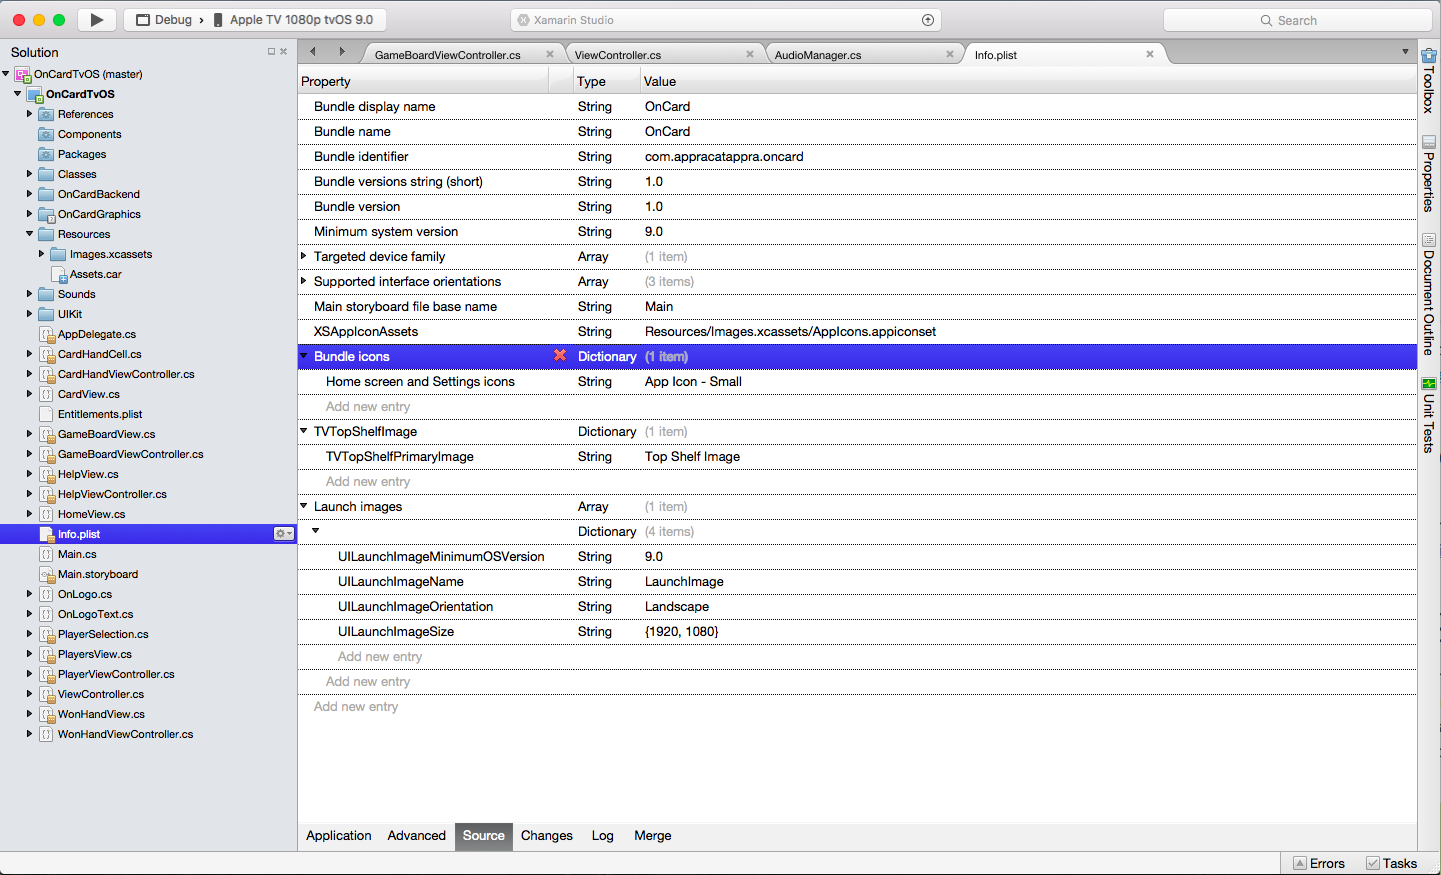 Debug › Apple TV 1080p tvOS 9.0
Xamarin Studio
Search
Solution
OnCardTvOS (master)
OnCardTvOS
References
Components
Packages
Classes
OnCardBackend
OnCardGraphics
Resources
Images.xcassets
Assets.car
Sounds
UIKit
AppDelegate.cs
CardHandCell.cs
CardHandViewController.cs
CardView.cs
Entitlements.plist
GameBoardView.cs
GameBoardViewController.cs
HelpView.cs
HelpViewController.cs
HomeView.cs
Info.plist
Main.cs
Main.storyboard
OnLogo.cs
OnLogoText.cs
PlayerSelection.cs
PlayersView.cs
PlayerViewController.cs
ViewController.cs
WonHandView.cs
WonHandViewController.cs
GameBoardViewController.cs ViewController.cs AudioManager.cs Info.plist
Property Type Value
Bundle display name String OnCard
Bundle name String OnCard
Bundle identifier String com.appracatappra.oncard
Bundle versions string (short) String 1.0
Bundle version String 1.0
Minimum system version String 9.0
Targeted device family Array (1 item)
Supported interface orientations Array (3 items)
Main storyboard file base name String Main
XSAppIconAssets String Resources/Images.xcassets/AppIcons.appiconset
Bundle icons Dictionary (1 item)
Home screen and Settings icons String App Icon - Small
Add new entry
TVTopShelfImage Dictionary (1 item)
TVTopShelfPrimaryImage String Top Shelf Image
Add new entry
Launch images Array (1 item)
Dictionary (4 items)
UILaunchImageMinimumOSVersion String 9.0
UILaunchImageName String LaunchImage
UILaunchImageOrientation String Landscape
UILaunchImageSize String {1920, 1080}
Add new entry
Add new entry
Add new entry
Application Advanced Source Changes Log Merge
Toolbox
Properties
Document Outline
Unit Tests
Errors Tasks